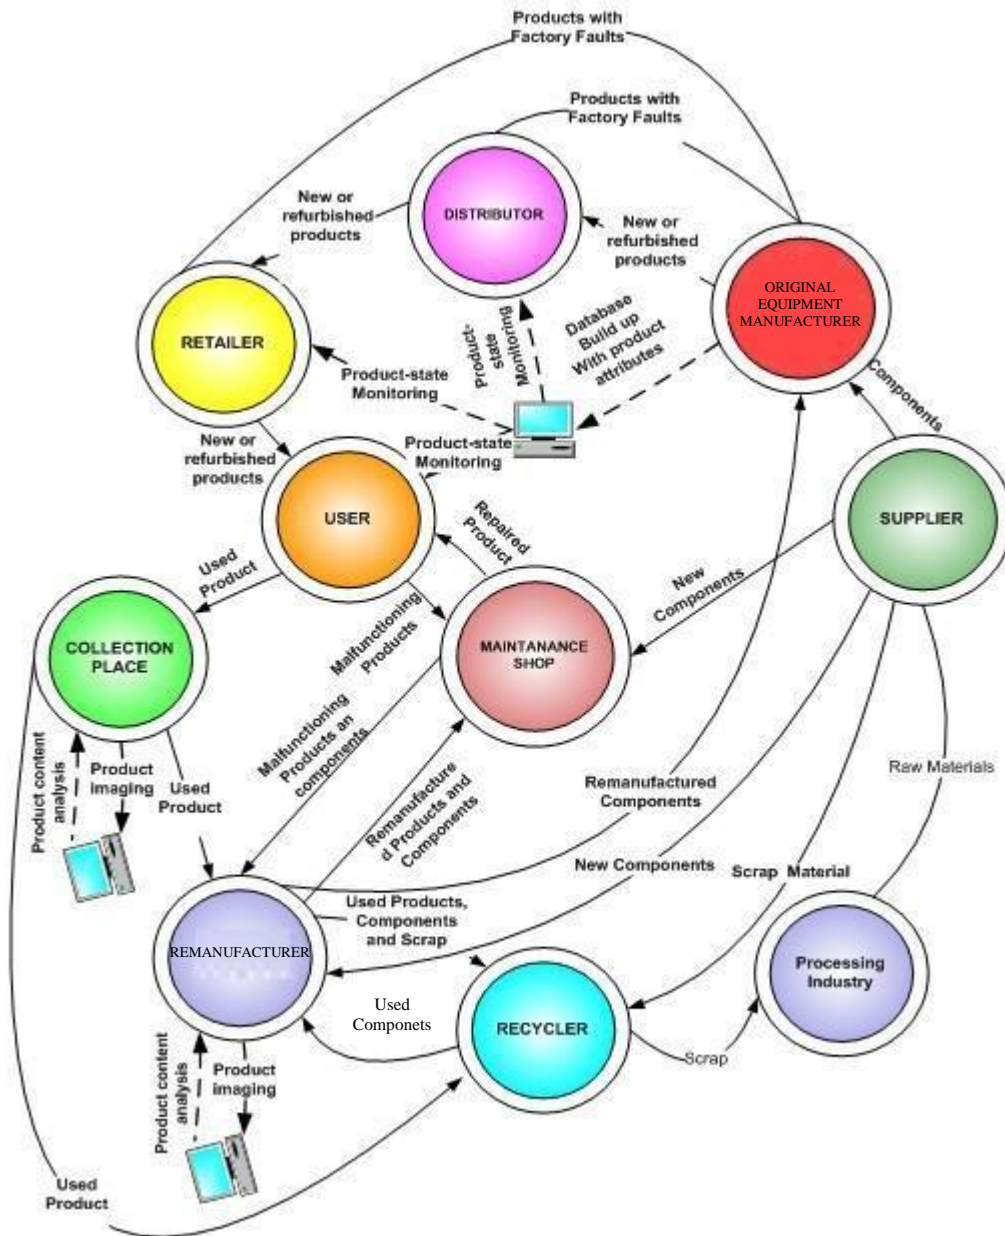 Products with
Factory Faults
Products with
Factory Faults
New or
refurbished
products
DISTRIBUTOR
New or
refurbished
products
ORIGINAL
EQUIPMENT
MANUFACTURER
RETAILER
Product-
state
Monitoring
Database
Build up
With product
attributes
Product-state
Monitoring
Components
New or
refurbished
products
Product-state
Monitoring
USER
Repaired
Product
SUPPLIER
Used
Product
New
Components
COLLECTION
PLACE
Malfunctioning
Products
MAINTANANCE
SHOP
Product content
analysis
Product
imaging
Used
Product
Malfunctioning
Products an
components
Remanufacture
d Products and
Components
Remanufactured
Components
Raw Materials
New Components
Scrap Material
Used Products,
Components
and Scrap
REMANUFACTURER
Processing
Industry
Used
Componets
RECYCLER
Scrap
Product content
analysis
Product
imaging
Used
Product